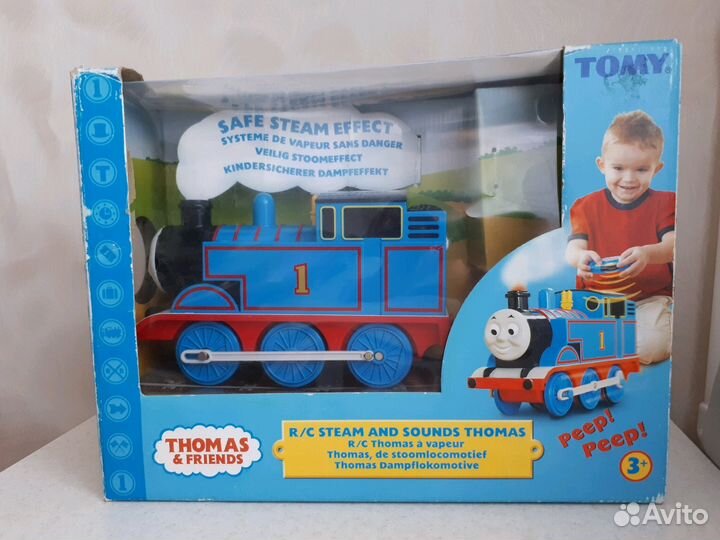 TOMY
SAFE STEAM EFFECT
SYSTEME DE VAPEUR SANS DANGER
VEILIG STOOMEFFECT
KINDERSICHERER DAMPFEFFEKT
1
1
1
T
R/C STEAM AND SOUNDS THOMAS
R/C Thomas à vapeur
Thomas, de stoomlocomotief
Thomas Dampflokomotive
THOMAS
& FRIENDS
Peep!
Peep!
3+
1
Avito